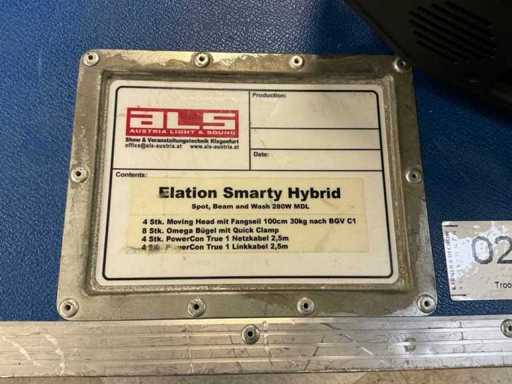 als
AUSTRIA LIGHT & SOUND
Show & Veranstaltungstechnik Klagenfurt
office@als-austria.at www.als-austria.at
Production:
Date:
Contents:
Elation Smarty Hybrid
Spot, Beam and Wash 280W MDL
4 Stk. Moving Head mit Fangseil 100cm 30kg nach BGV C1
8 Stk. Omega Bügel mit Quick Clamp
4 Stk. PowerCon True 1 Netzkabel 2,5m
4 Stk. PowerCon True 1 Linkkabel 2,5m
02
Troo